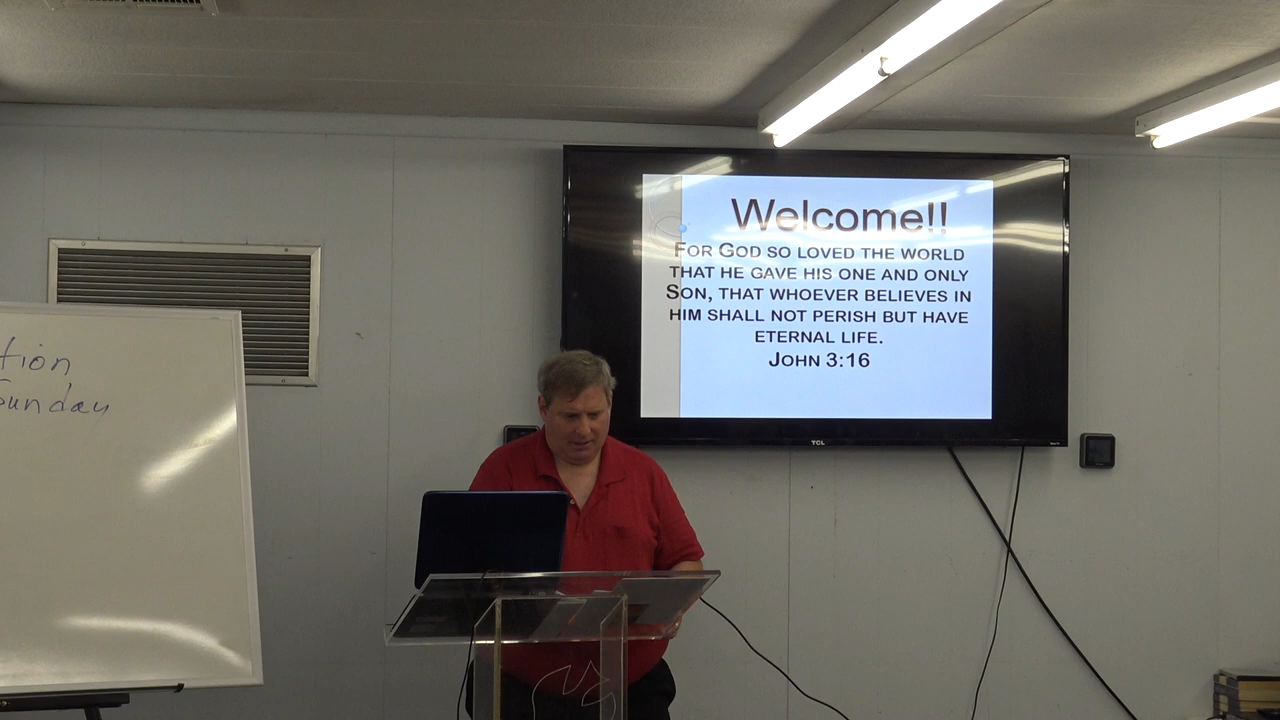 Sunday
Welcome!!
FOR GOD SO LOVED THE WORLD
THAT HE GAVE HIS ONE AND ONLY
SON, THAT WHOEVER BELIEVES IN
HIM SHALL NOT PERISH BUT HAVE
ETERNAL LIFE.
JOHN 3:16
TCL